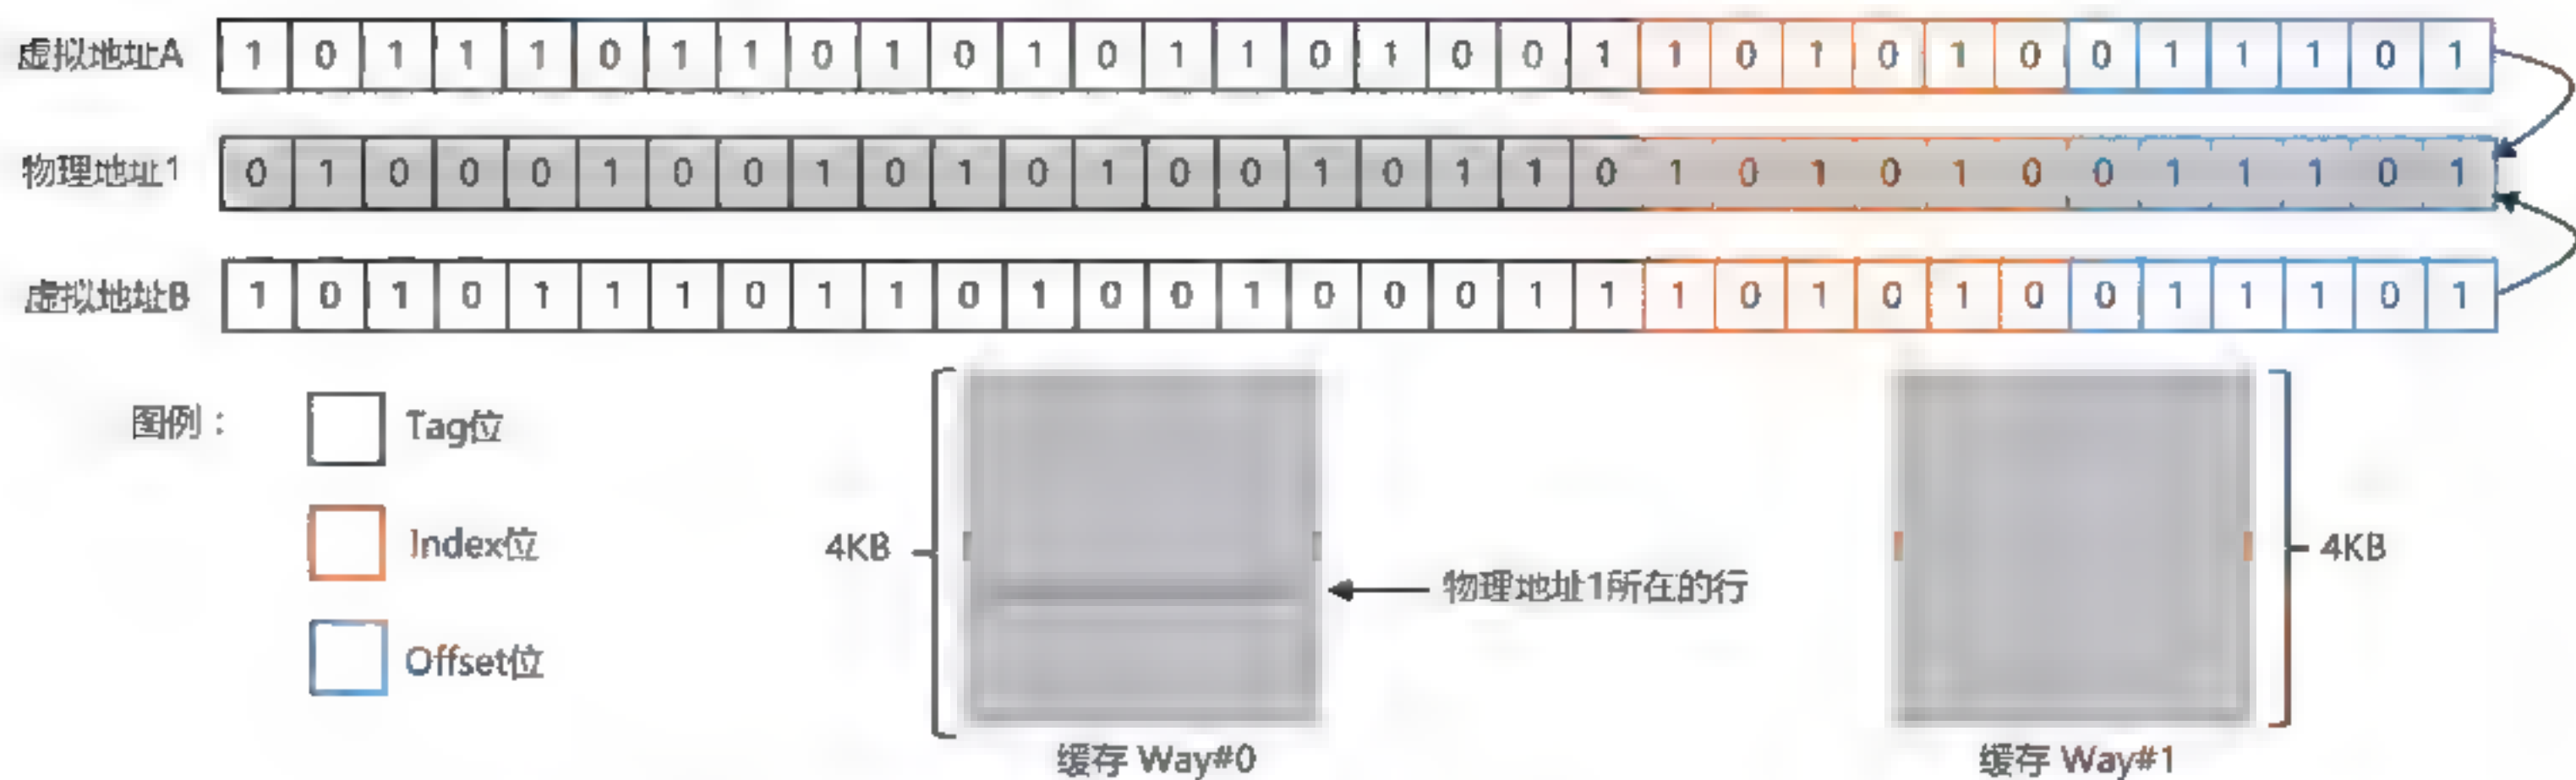 虚拟地址A 1 0 1 1 1 0 1 1 0 1 0 1 0 1 1 0 1 0 0 1 1 0 1 0 1 0 0 1 1 1 0 1
物理地址1 0 1 0 0 0 1 0 0 1 0 1 0 1 0 0 1 0 1 1 0 1 0 1 0 1 0 0 1 1 1 0 1
虚拟地址B 1 0 1 0 1 1 1 0 1 1 0 1 0 0 1 0 0 0 1 1 1 0 1 0 1 0 0 1 1 1 0 1
图例：
Tag位
Index位
Offset位
4KB
物理地址1所在的行
4KB
缓存 Way#0
缓存 Way#1